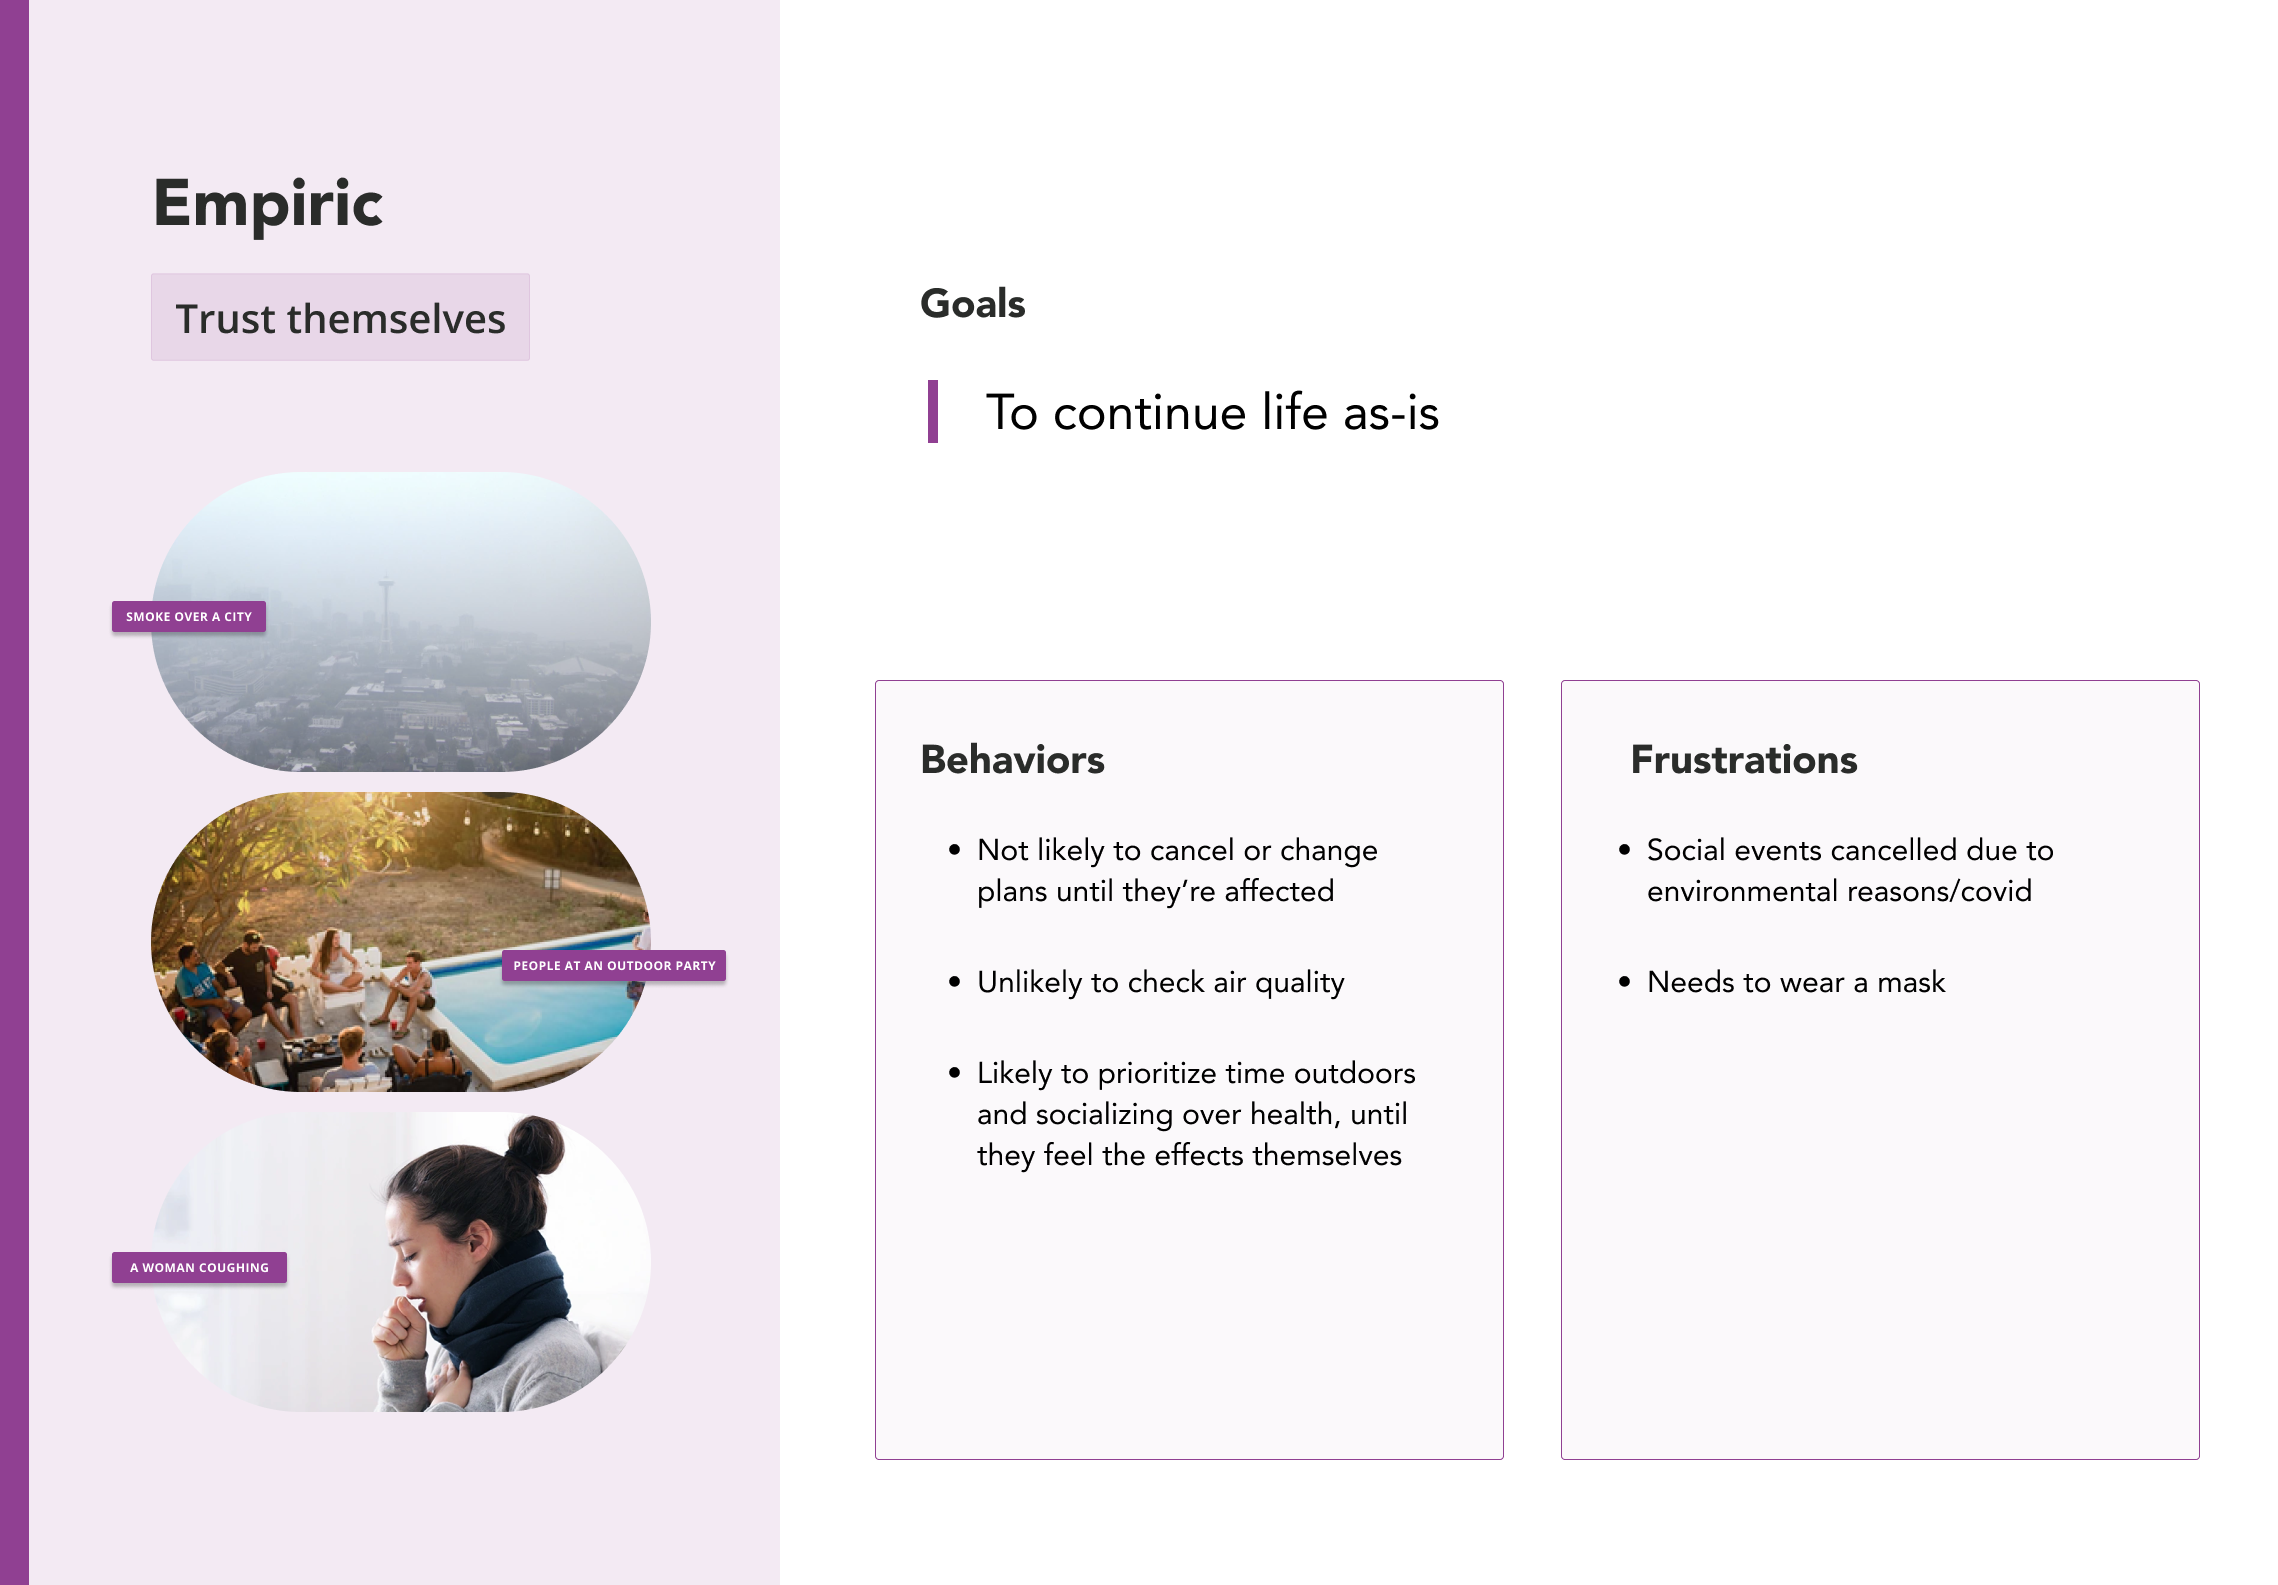 Empiric
Trust themselves
SMOKE OVER A CITY
PEOPLE AT AN OUTDOOR PARTY
A WOMAN COUGHING
Goals
To continue life as-is
Behaviors
• Not likely to cancel or change
plans until they’re affected
• Unlikely to check air quality
• Likely to prioritize time outdoors
and socializing over health, until
they feel the effects themselves
Frustrations
• Social events cancelled due to
environmental reasons/covid
• Needs to wear a mask